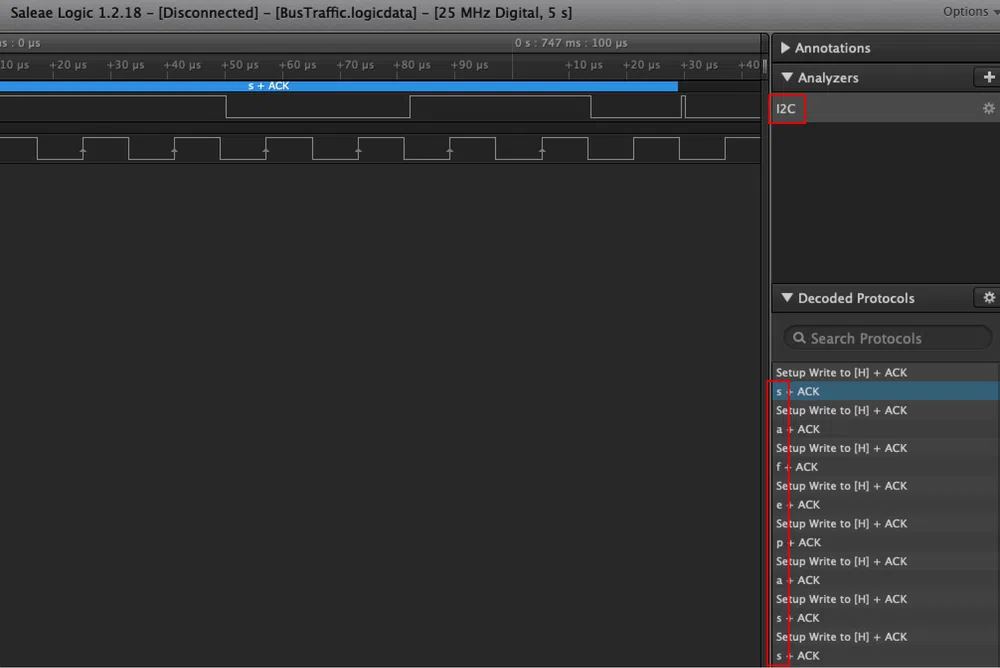 Saleae Logic 1.2.18 – [Disconnected] – [BusTraffic.logicdata] – [25 MHz Digital, 5 s]
Options
s : 0 µs
0 s : 747 ms : 100 µs
10 µs +20 µs +30 µs +40 µs +50 µs +60 µs +70 µs +80 µs +90 µs +10 µs +20 µs +30 µs +40
s + ACK
Annotations
Analyzers
I2C
Decoded Protocols
Search Protocols
Setup Write to [H] + ACK
s + ACK
Setup Write to [H] + ACK
a + ACK
Setup Write to [H] + ACK
f + ACK
Setup Write to [H] + ACK
e + ACK
Setup Write to [H] + ACK
p + ACK
Setup Write to [H] + ACK
a + ACK
Setup Write to [H] + ACK
s + ACK
Setup Write to [H] + ACK
s + ACK